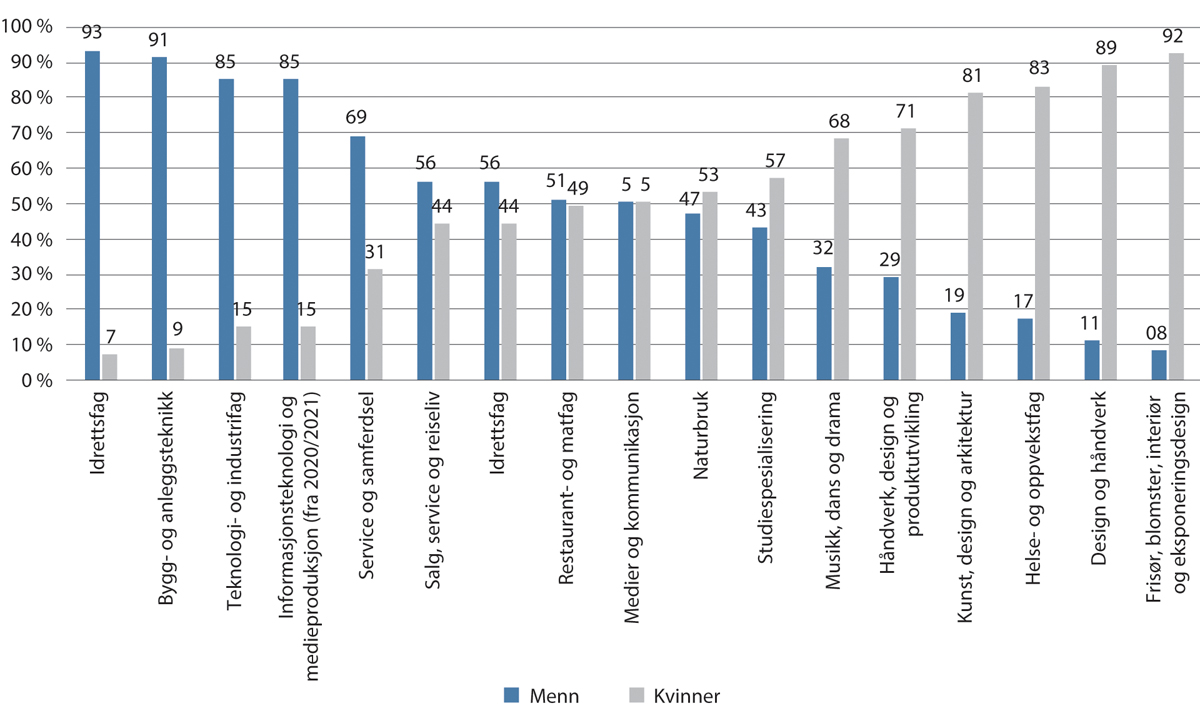 100 %
90 %
80 %
70 %
60 %
50 %
40 %
30 %
20 %
10 %
0 %
93
7
91
9
85
15
85
15
69
31
56
44
56
44
51
49
5
5
47
53
43
57
32
68
29
71
19
81
17
83
11
89
08
92
Idrettsfag
Bygg- og anleggsteknikk
Teknologi- og industrifag
Informasjonsteknologi og
medieproduksjon (fra 2020/2021)
Service og samferdsel
Salg, service og reiseliv
Idrettsfag
Restaurant- og matfag
Medier og kommunikasjon
Naturbruk
Studiespesialisering
Musikk, dans og drama
Håndverk, design og
produktutvikling
Kunst, design og arkitektur
Helse- og oppvekstfag
Design og håndverk
Frisør, blomster, interiør
og eksponeringsdesign
Menn
Kvinner